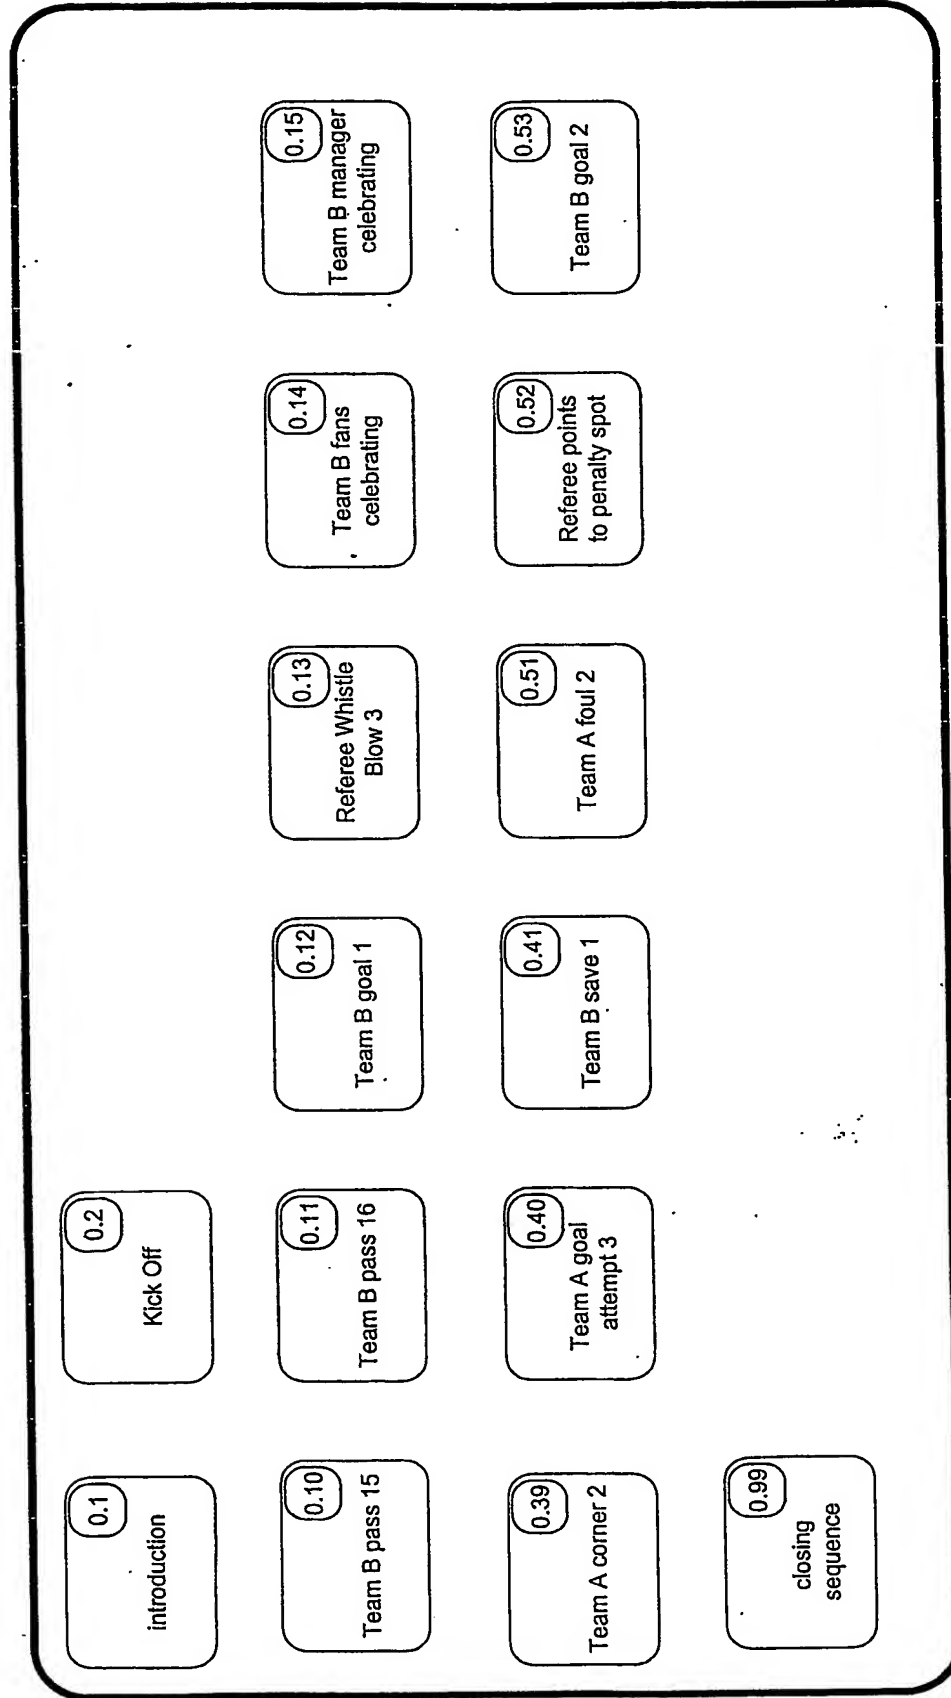 0.1
introduction
0.2
Kick Off
0.10
Team B pass 15
0.11
Team B pass 16
0.12
Team B goal 1
0.13
Referee Whistle
Blow 3
0.14
Team B fans
celebrating
0.15
Team B manager
celebrating
0.39
Team A corner 2
0.40
Team A goal
attempt 3
0.41
Team B save 1
0.51
Team A foul 2
0.52
Referee points
to penalty spot
0.53
Team B goal 2
0.99
closing
sequence